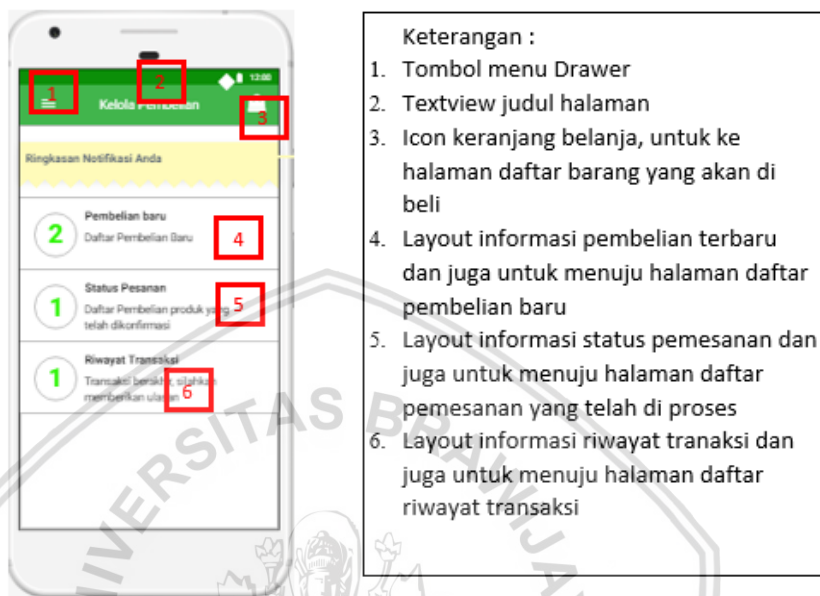 12:00
1
2
Kelola Pembelian
3
Ringkasan Notifikasi Anda
Pembelian baru
2
Daftar Pembelian Baru
4
Status Pesanan
1
Daftar Pembelian produk yang
5
telah dikonfirmasi
Riwayat Transaksi
1
Transaksi berakhir, silahkan
memberikan ulasan
6
Keterangan :
1. Tombol menu Drawer
2. Textview judul halaman
3. Icon keranjang belanja, untuk ke
halaman daftar barang yang akan di
beli
4. Layout informasi pembelian terbaru
dan juga untuk menuju halaman daftar
pembelian baru
5. Layout informasi status pemesanan dan
juga untuk menuju halaman daftar
pemesanan yang telah di proses
6. Layout informasi riwayat tranaksi dan
juga untuk menuju halaman daftar
riwayat transaksi